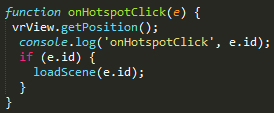 function onHotspotClick(e) {
  vrView.getPosition();
   console.log('onHotspotClick', e.id);
   if (e.id) {
     loadScene(e.id);
   }
}